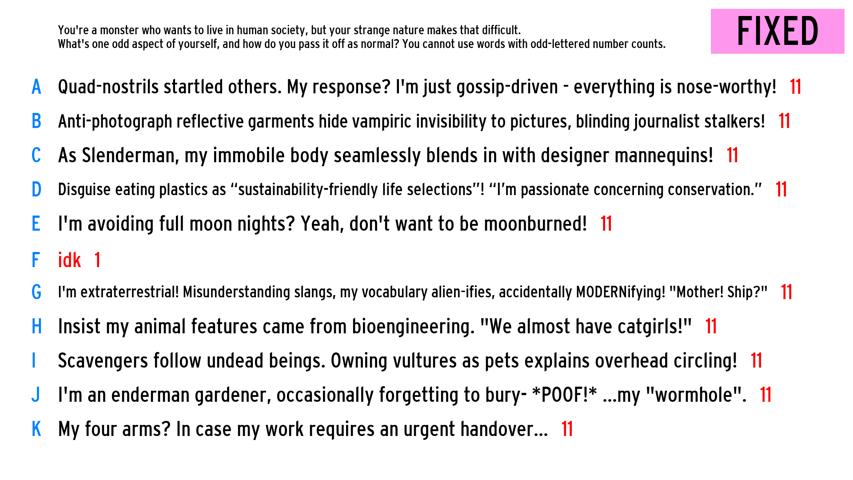 You're a monster who wants to live in human society, but your strange nature makes that difficult.
What's one odd aspect of yourself, and how do you pass it off as normal? You cannot use words with odd-lettered number counts.
FIXED
A Quad-nostrils startled others. My response? I'm just gossip-driven - everything is nose-worthy! 11
B Anti-photograph reflective garments hide vampiric invisibility to pictures, blinding journalist stalkers! 11
C As Slenderman, my immobile body seamlessly blends in with designer mannequins! 11
D Disguise eating plastics as “sustainability-friendly life selections”! “I’m passionate concerning conservation.” 11
E I'm avoiding full moon nights? Yeah, don't want to be moonburned! 11
F idk 1
G I'm extraterrestrial! Misunderstanding slangs, my vocabulary alien-ifies, accidentally MODERNifying! "Mother! Ship?" 11
H Insist my animal features came from bioengineering. "We almost have catgirls!" 11
I Scavengers follow undead beings. Owning vultures as pets explains overhead circling! 11
J I'm an enderman gardener, occasionally forgetting to bury- *POOF!* ...my "wormhole". 11
K My four arms? In case my work requires an urgent handover... 11